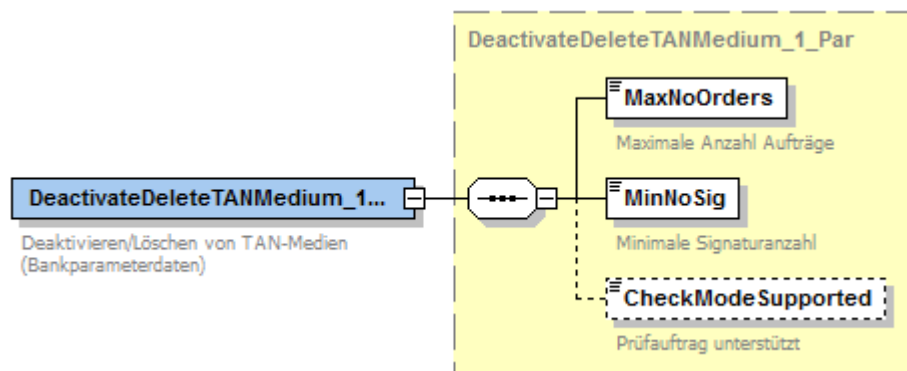 DeactivateDeleteTANMedium_1_Par
MaxNoOrders
Maximale Anzahl Aufträge
DeactivateDeleteTANMedium_1...
Deaktivieren/Löschen von TAN-Medien
(Bankparameterdaten)
MinNoSig
Minimale Signaturanzahl
CheckModeSupported
Prüfauftrag unterstützt